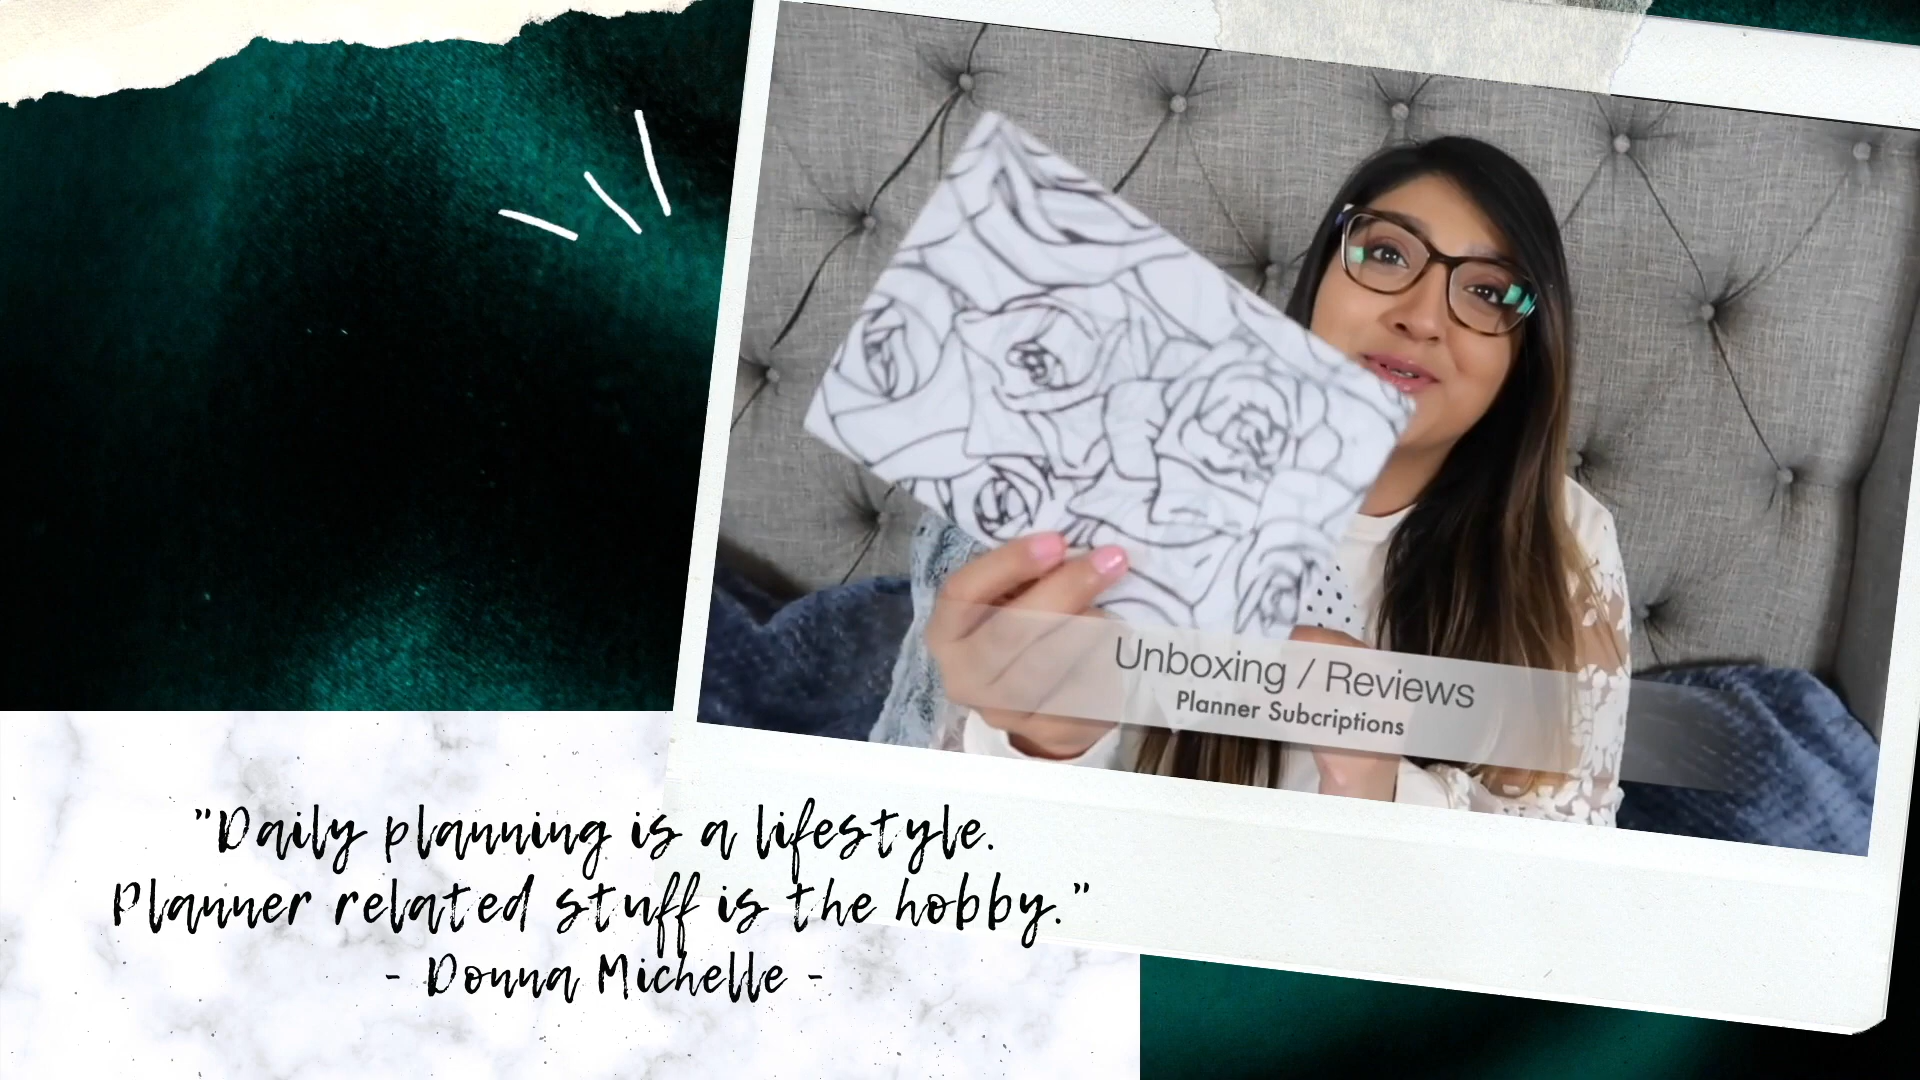 Unboxing / Reviews
Planner Subcriptions
"Daily planning is a lifestyle.
Planner related stuff is the hobby."
- Donna Michelle -